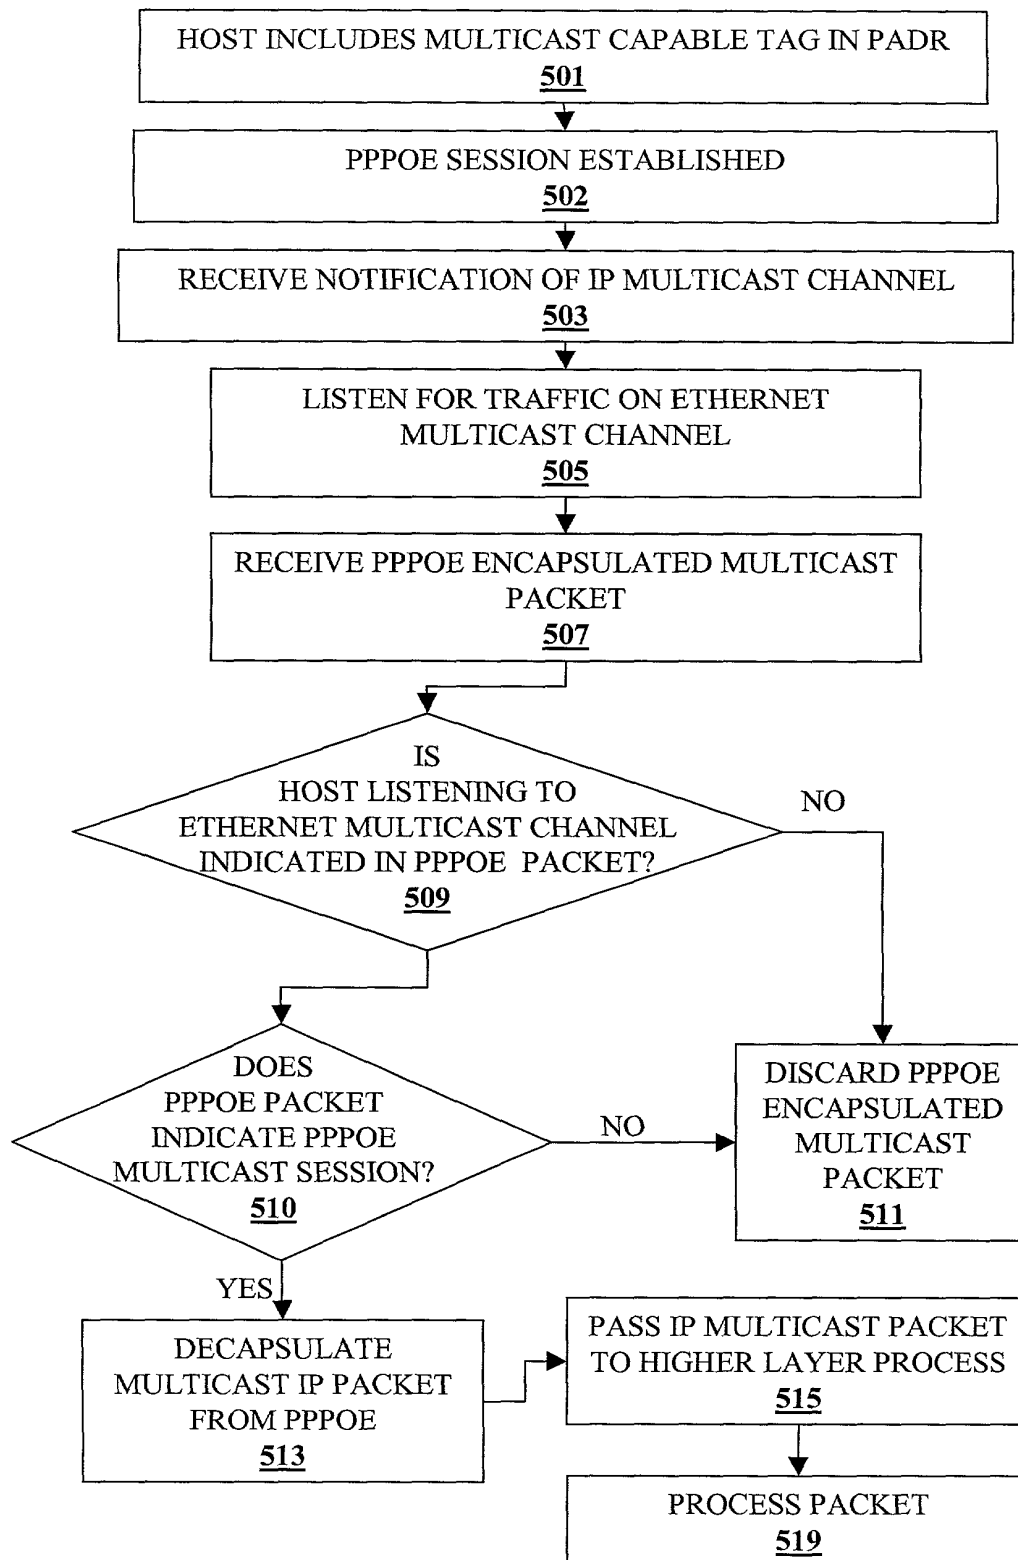 HOST INCLUDES MULTICAST CAPABLE TAG IN PADR
501
PPPOE SESSION ESTABLISHED
502
RECEIVE NOTIFICATION OF IP MULTICAST CHANNEL
503
LISTEN FOR TRAFFIC ON ETHERNET
MULTICAST CHANNEL
505
RECEIVE PPPOE ENCAPSULATED MULTICAST
PACKET
507
IS
HOST LISTENING TO
ETHERNET MULTICAST CHANNEL
INDICATED IN PPPOE PACKET?
509
NO
DOES
PPPOE PACKET
INDICATE PPPOE
MULTICAST SESSION?
510
NO
DISCARD PPPOE
ENCAPSULATED
MULTICAST
PACKET
511
YES
DECAPSULATE
MULTICAST IP PACKET
FROM PPPOE
513
PASS IP MULTICAST PACKET
TO HIGHER LAYER PROCESS
515
PROCESS PACKET
519